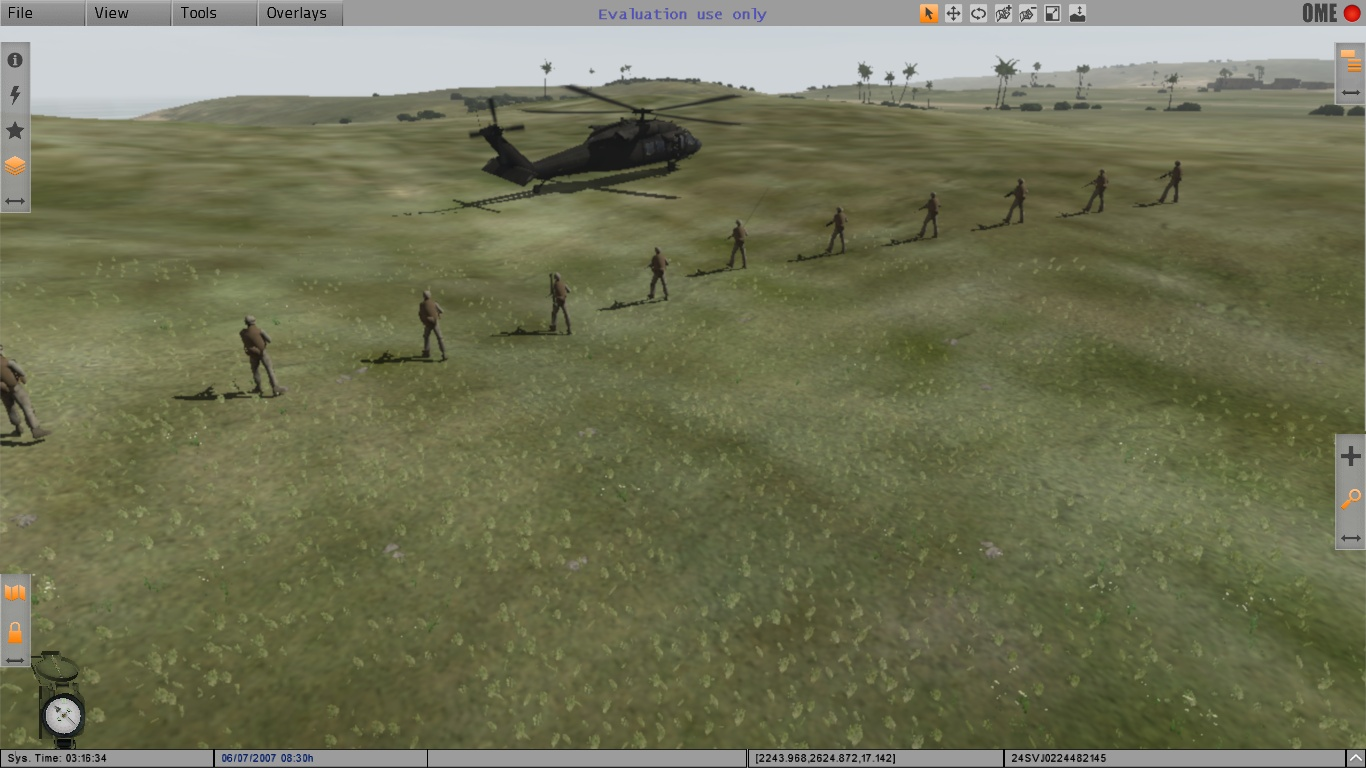 File View Tools Overlays Evaluation use only OME
Sys. Time: 03:16:34 06/07/2007 08:30h [2243.968,2624.872,17.142] 24SVJ0224482145